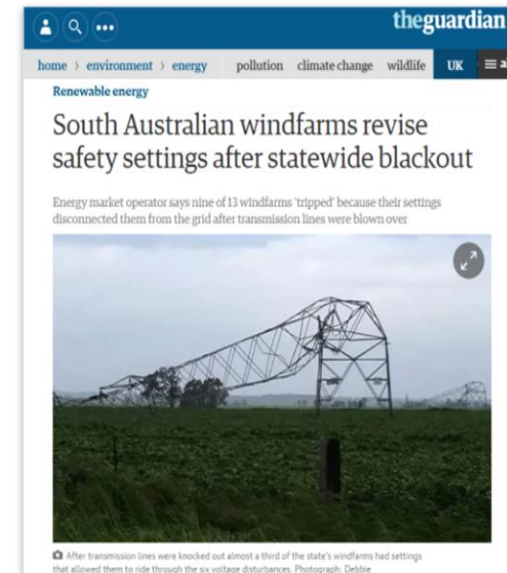 theguardian
home › environment › energy pollution climate change wildlife UK ≡ a
Renewable energy
South Australian windfarms revise
safety settings after statewide blackout
Energy market operator says nine of 13 windfarms ‘tripped’ because their settings
disconnected them from the grid after transmission lines were blown over
After transmission lines were knocked out almost a third of the state's windfarms had settings
that allowed them to ride through the six voltage disturbances. Photograph: Debbie